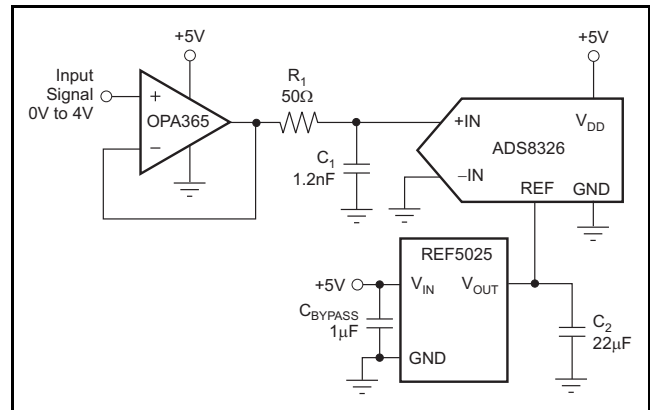 +5V
+5V
Input
Signal
0V to 4V
+
OPA365
−
R1
50Ω
C1
1.2nF
+IN
VDD
ADS8326
−IN
REF
GND
REF5025
+5V
VIN
VOUT
CBYPASS
1µF
GND
C2
22µF